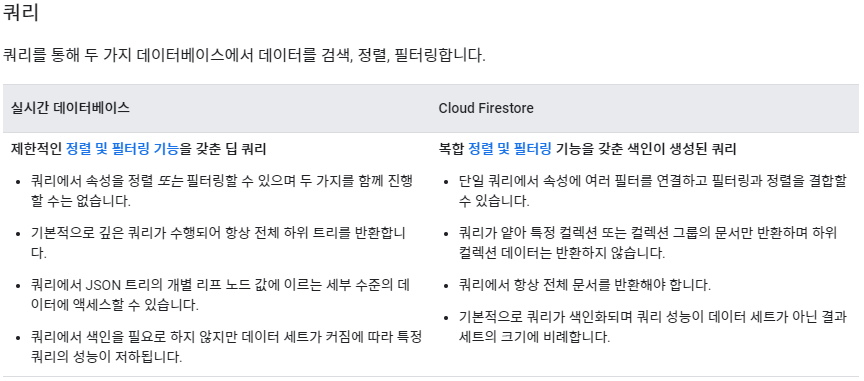 쿼리
쿼리를 통해 두 가지 데이터베이스에서 데이터를 검색, 정렬, 필터링합니다.
실시간 데이터베이스
Cloud Firestore
제한적인 정렬 및 필터링 기능을 갖춘 딥 쿼리
• 쿼리에서 속성을 정렬 또는 필터링할 수 있으며 두 가지를 함께 진행
할 수는 없습니다.
• 기본적으로 깊은 쿼리가 수행되어 항상 전체 하위 트리를 반환합니
다.
• 쿼리에서 JSON 트리의 개별 리프 노드 값에 이르는 세부 수준의 데
이터에 액세스할 수 있습니다.
• 쿼리에서 색인을 필요로 하지 않지만 데이터 세트가 커짐에 따라 특정
쿼리의 성능이 저하됩니다.
복합 정렬 및 필터링 기능을 갖춘 색인이 생성된 쿼리
• 단일 쿼리에서 속성에 여러 필터를 연결하고 필터링과 정렬을 결합할
수 있습니다.
• 쿼리가 얕아 특정 컬렉션 또는 컬렉션 그룹의 문서만 반환하며 하위
컬렉션 데이터는 반환하지 않습니다.
• 쿼리에서 항상 전체 문서를 반환해야 합니다.
• 기본적으로 쿼리가 색인화되며 쿼리 성능이 데이터 세트가 아닌 결과
세트의 크기에 비례합니다.